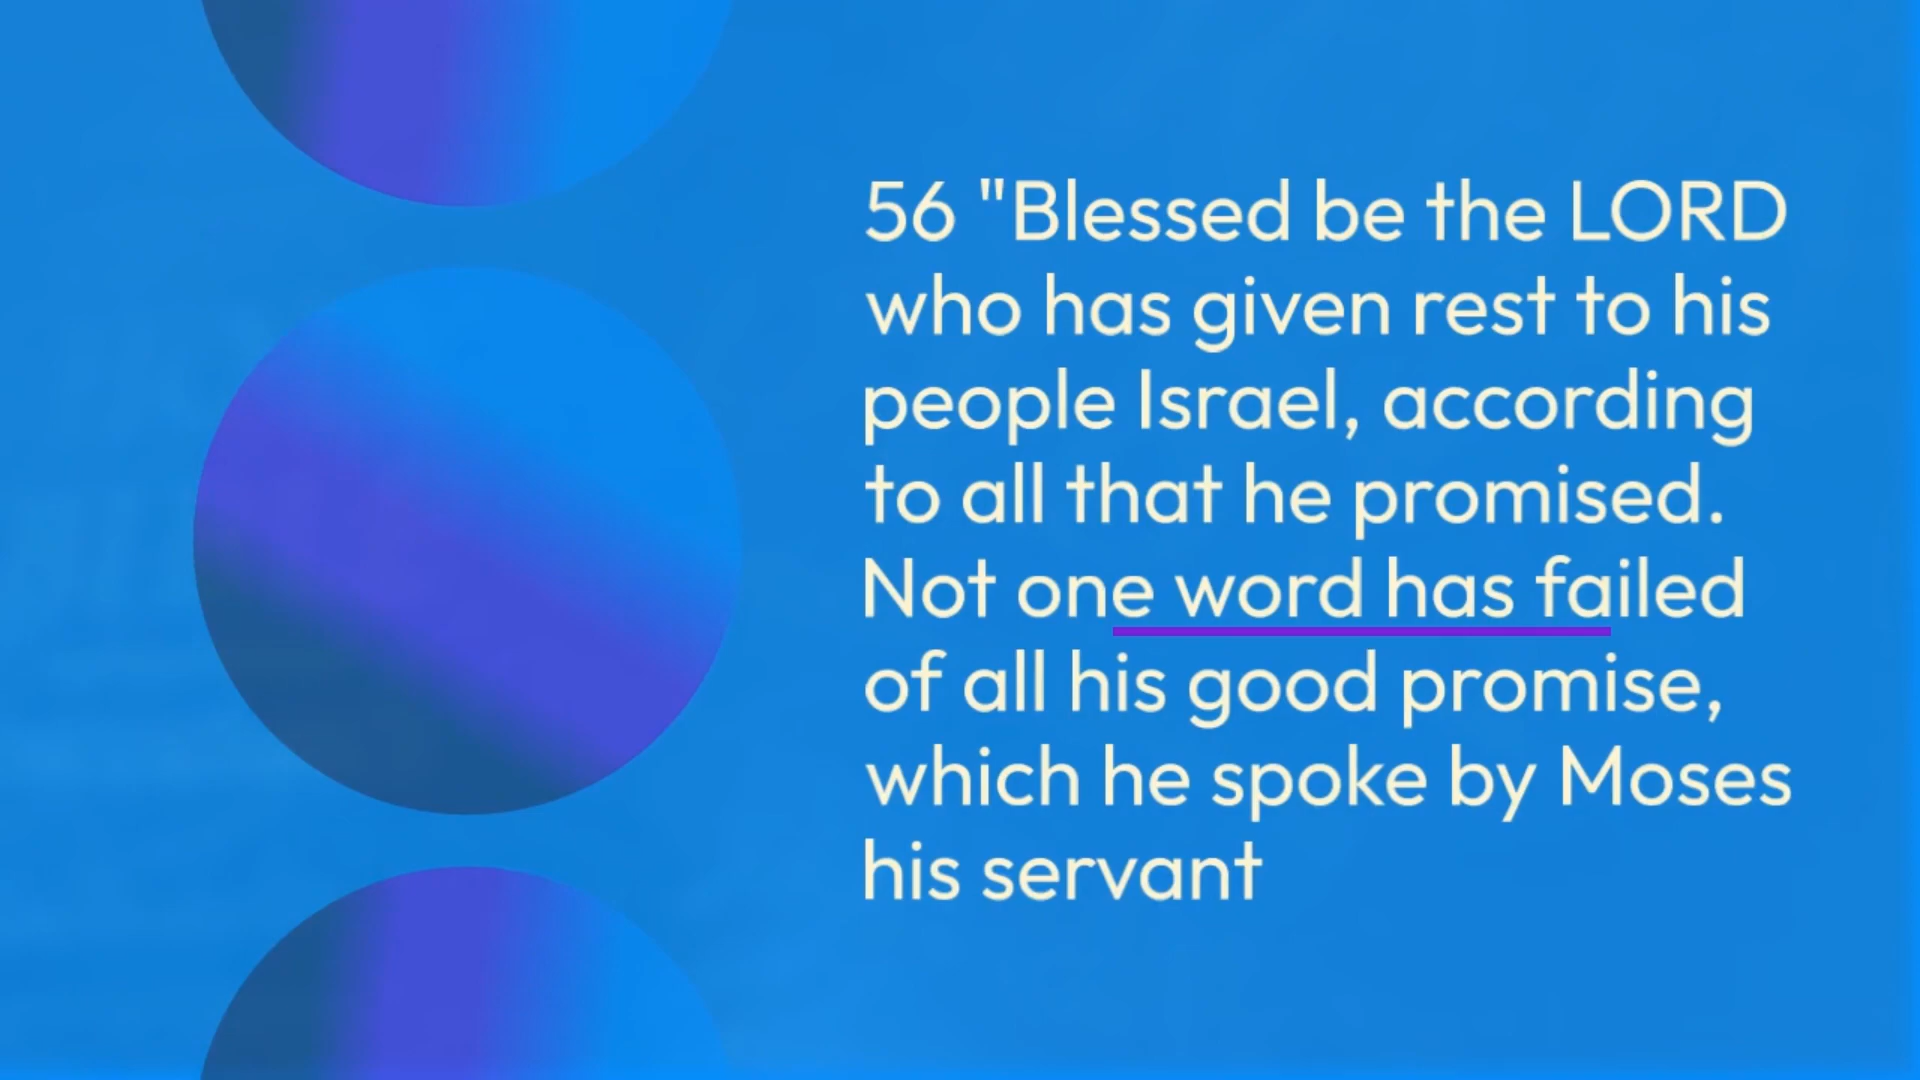 56 "Blessed be the LORD
who has given rest to his
people Israel, according
to all that he promised.
Not one word has failed
of all his good promise,
which he spoke by Moses
his servant